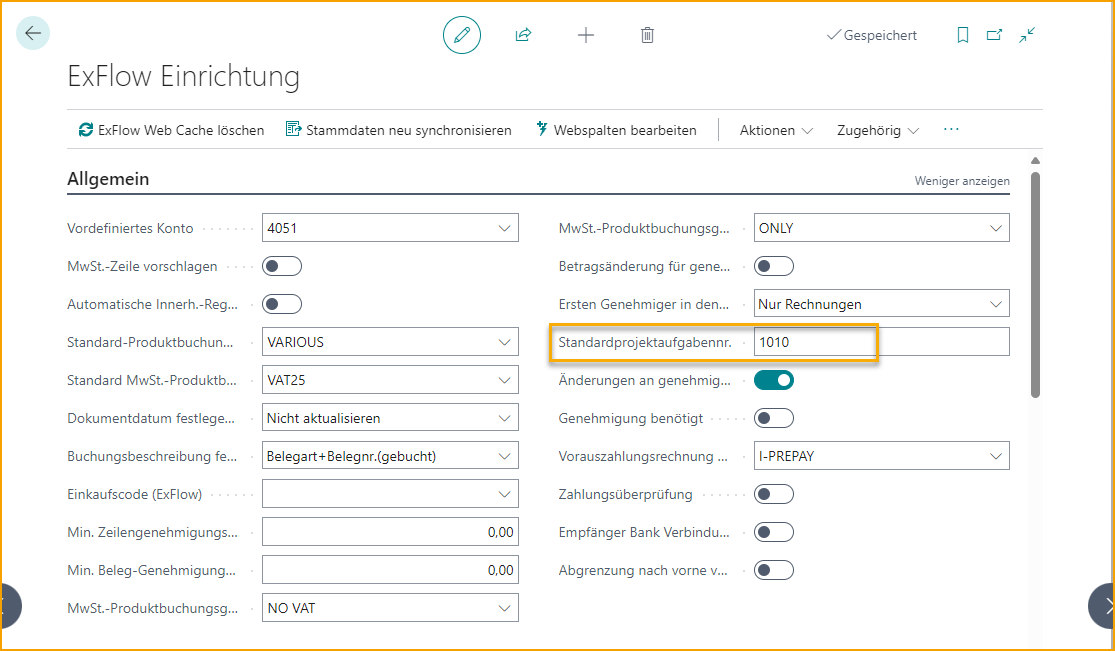 Gespeichert
ExFlow Einrichtung
ExFlow Web Cache löschen Stammdaten neu synchronisieren Webspalten bearbeiten Aktionen Zugehörig ...
Allgemein
Weniger anzeigen
Vordefiniertes Konto 4051
MwSt.-Zeile vorschlagen
Automatische Innerh.-Reg...
Standard-Produktbuchun... VARIOUS
Standard MwSt.-Produktb... VAT25
Dokumentdatum festlege... Nicht aktualisieren
Buchungsbeschreibung fe... Belegart+Belegnr.(gebucht)
Einkaufscode (ExFlow)
Min. Zeilengenehmigungs... 0,00
Min. Beleg-Genehmigung... 0,00
MwSt.-Produktbuchungsg... NO VAT
MwSt.-Produktbuchungsg... ONLY
Betragsänderung für gene...
Ersten Genehmiger in den... Nur Rechnungen
Standardprojektaufgabennr. 1010
Änderungen an genehmig...
Genehmigung benötigt
Vorauszahlungsrechnung ... I-PREPAY
Zahlungsüberprüfung
Empfänger Bank Verbindu...
Abgrenzung nach vorne v...